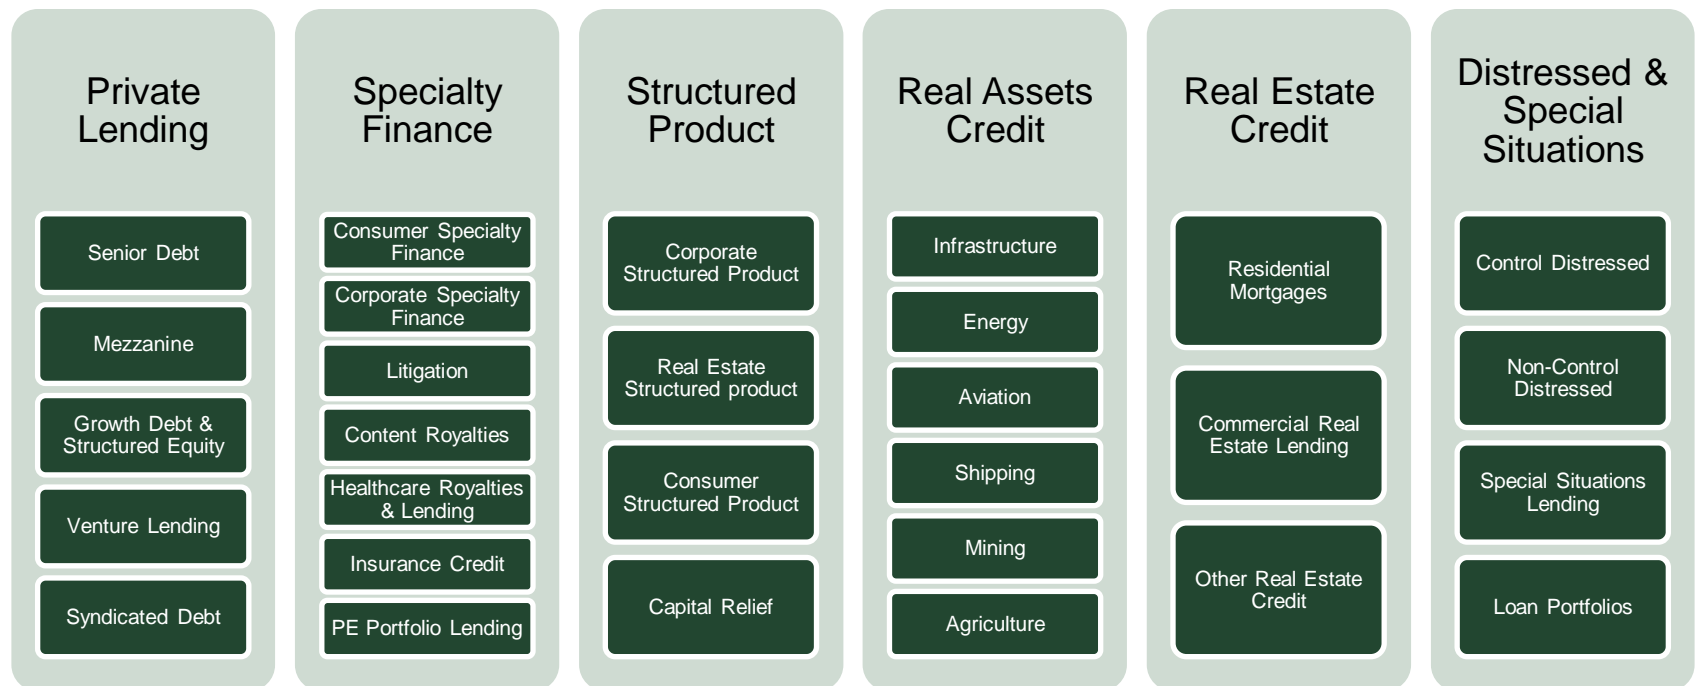 Private
Lending
Senior Debt
Mezzanine
Growth Debt &
Structured Equity
Venture Lending
Syndicated Debt
Specialty
Finance
Consumer Specialty
Finance
Corporate Specialty
Finance
Litigation
Content Royalties
Healthcare Royalties
& Lending
Insurance Credit
PE Portfolio Lending
Structured
Product
Corporate
Structured Product
Real Estate
Structured product
Consumer
Structured Product
Capital Relief
Real Assets
Credit
Infrastructure
Energy
Aviation
Shipping
Mining
Agriculture
Real Estate
Credit
Residential
Mortgages
Commercial Real
Estate Lending
Other Real Estate
Credit
Distressed &
Special
Situations
Control Distressed
Non-Control
Distressed
Special Situations
Lending
Loan Portfolios